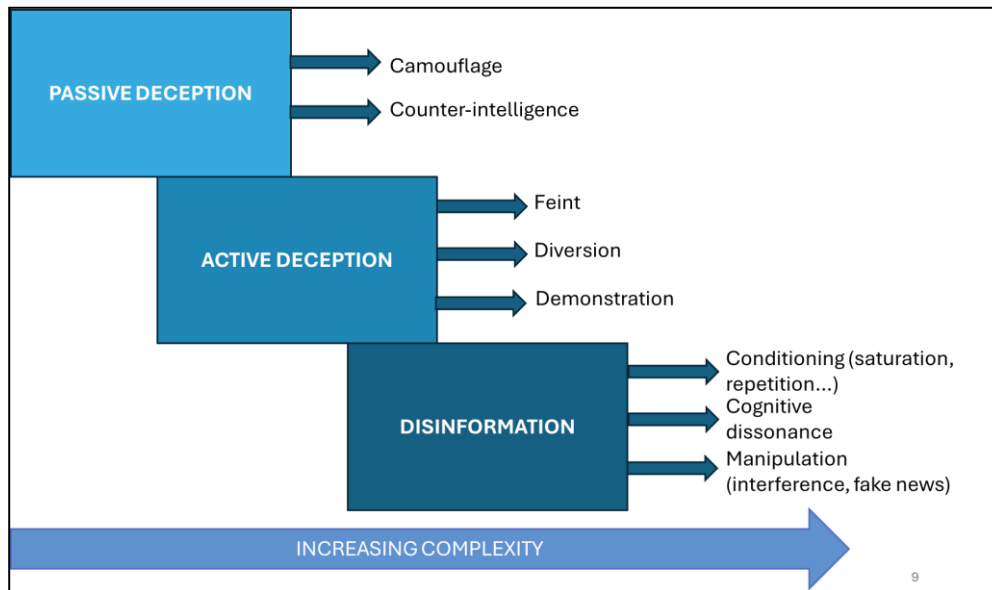 PASSIVE DECEPTION
Camouflage
Counter-intelligence
ACTIVE DECEPTION
Feint
Diversion
Demonstration
DISINFORMATION
Conditioning (saturation,
repetition...)
Cognitive
dissonance
Manipulation
(interference, fake news)
INCREASING COMPLEXITY
9